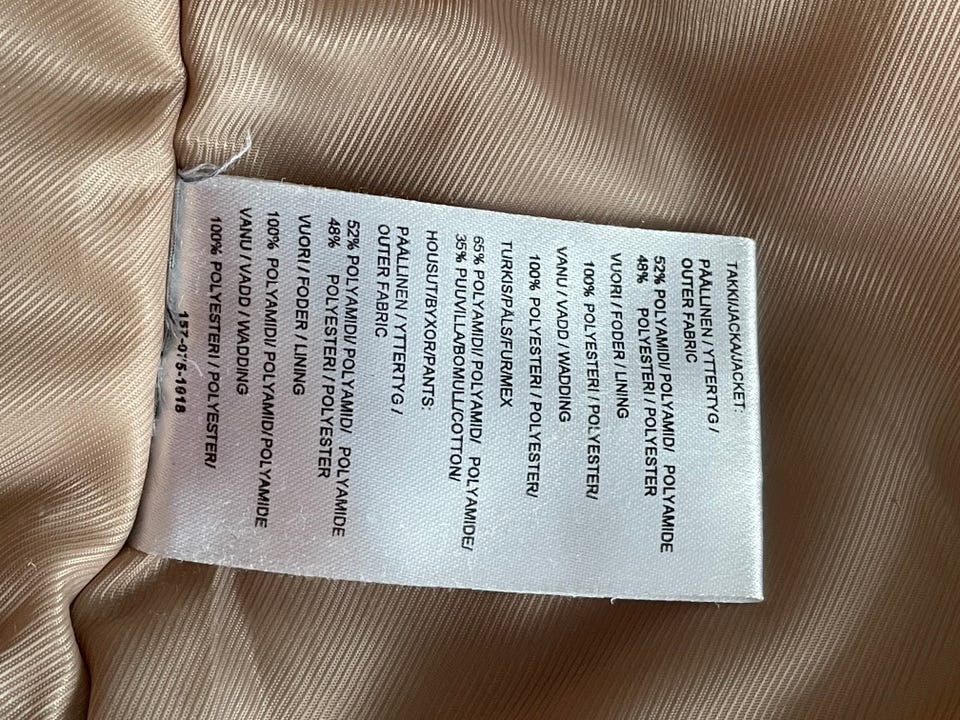 TAKKI/JACKA/JACKET:
PÄÄLLINEN / YTTERTYG /
OUTER FABRIC
52% POLYAMIDI/ POLYAMID/ POLYAMIDE
48% POLYESTERI / POLYESTER
VUORI / FODER / LINING
100% POLYESTERI / POLYESTER/
VANU / VADD / WADDING
100% POLYESTERI / POLYESTER/
TURKIS/PÄLS/FUR/MEX
65% POLYAMIDI/ POLYAMID/ POLYAMIDE/
35% PUUVILLA/BOMULL/COTTON/
HOUSUT/BYXOR/PANTS:
PÄÄLLINEN / YTTERTYG /
OUTER FABRIC
52% POLYAMIDI/ POLYAMID/ POLYAMIDE
48% POLYESTERI / POLYESTER
VUORI / FODER / LINING
100% POLYAMIDI/ POLYAMID/POLYAMIDE
VANU / VADD / WADDING
100% POLYESTERI / POLYESTER/